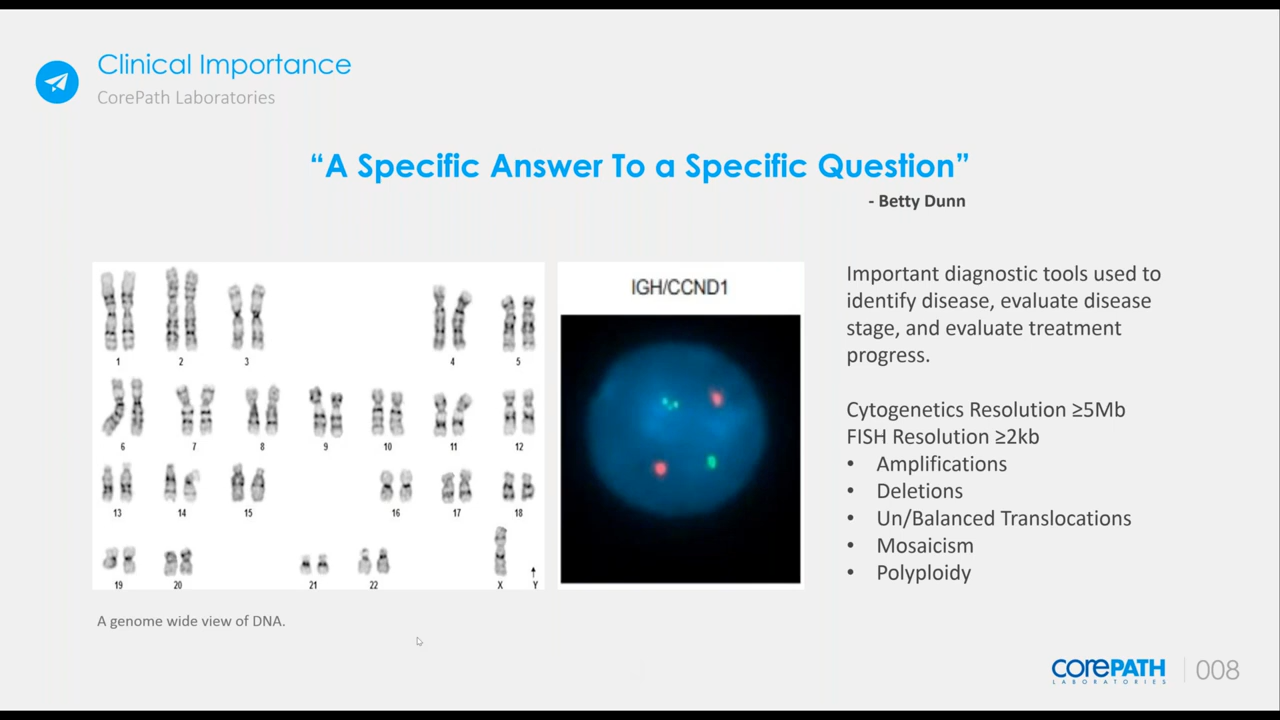 Clinical Importance
CorePath Laboratories
“A Specific Answer To a Specific Question”
- Betty Dunn
1 2 3 4 5
6 7 8 9 10 11 12
13 14 15 16 17 18
19 20 21 22 X Y
A genome wide view of DNA.
IGH/CCND1
Important diagnostic tools used to
identify disease, evaluate disease
stage, and evaluate treatment
progress.
Cytogenetics Resolution ≥5Mb
FISH Resolution ≥2kb
• Amplifications
• Deletions
• Un/Balanced Translocations
• Mosaicism
• Polyploidy
COREPATH
LABORATORIES
008